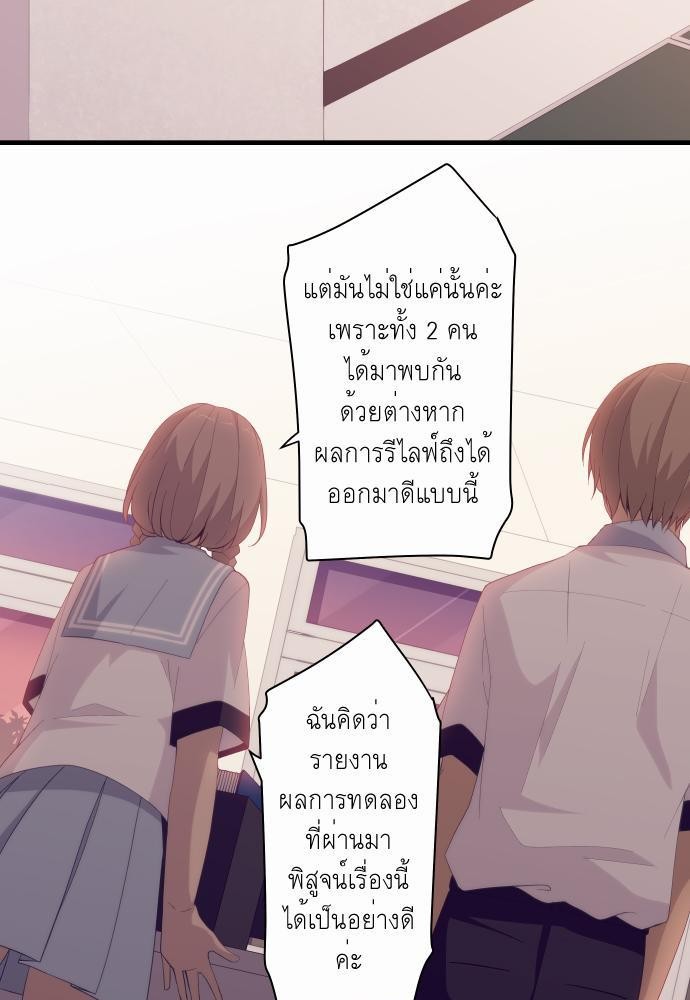 แต่มันไม่ใช่แค่นั้นค่ะ
เพราะทั้ง 2 คน
ได้มาพบกัน
ด้วยต่างหาก
ผลการรีไลฟ์ถึงได้
ออกมาดีแบบนี้
ฉันคิดว่า
รายงาน
ผลการทดลอง
ที่ผ่านมา
พิสูจน์เรื่องนี้
ได้เป็นอย่างดี
ค่ะ